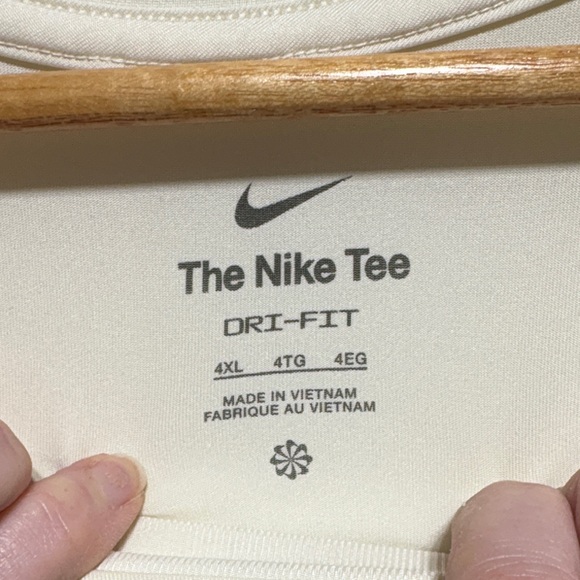 The Nike Tee
DRI-FIT
4XL 4TG 4EG
MADE IN VIETNAM
FABRIQUE AU VIETNAM